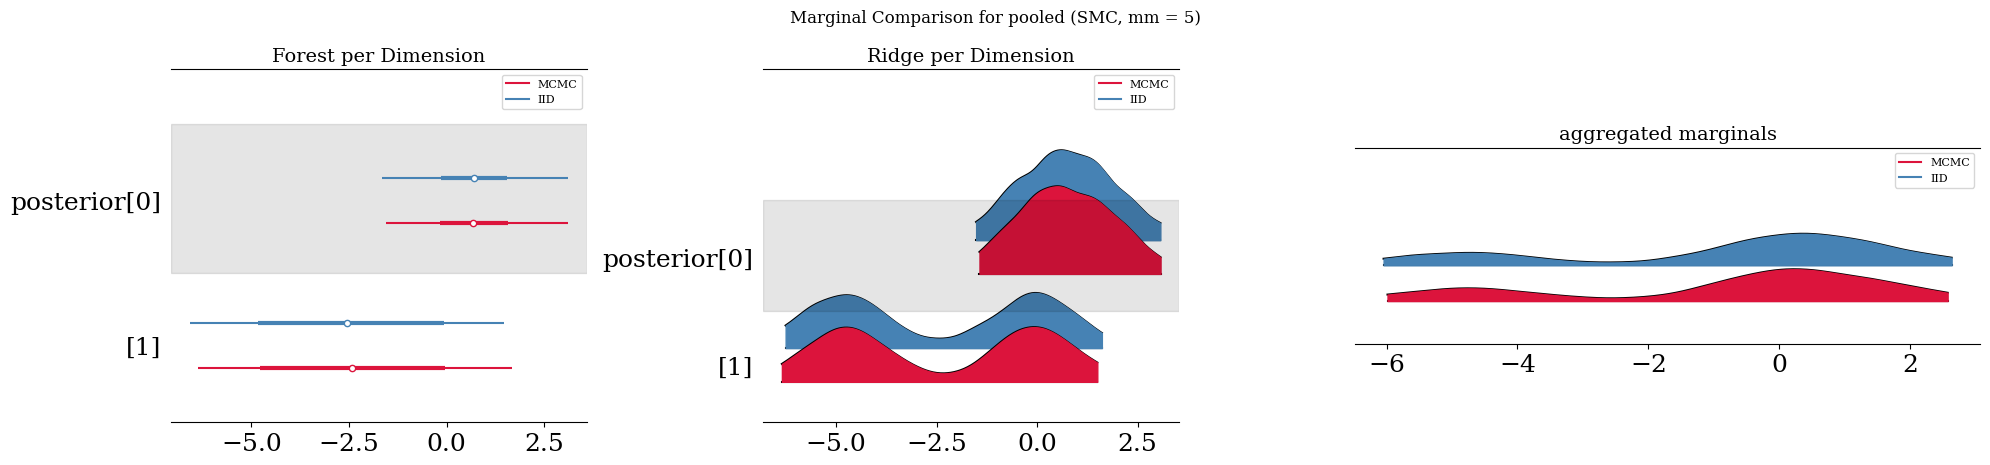 Marginal Comparison for pooled (SMC, mm = 5)
Forest per Dimension
MCMC
IID
posterior[0]
[1]
−5.0 −2.5 0.0 2.5
Ridge per Dimension
MCMC
IID
posterior[0]
[1]
−5.0 −2.5 0.0 2.5
aggregated marginals
MCMC
IID
−6 −4 −2 0 2